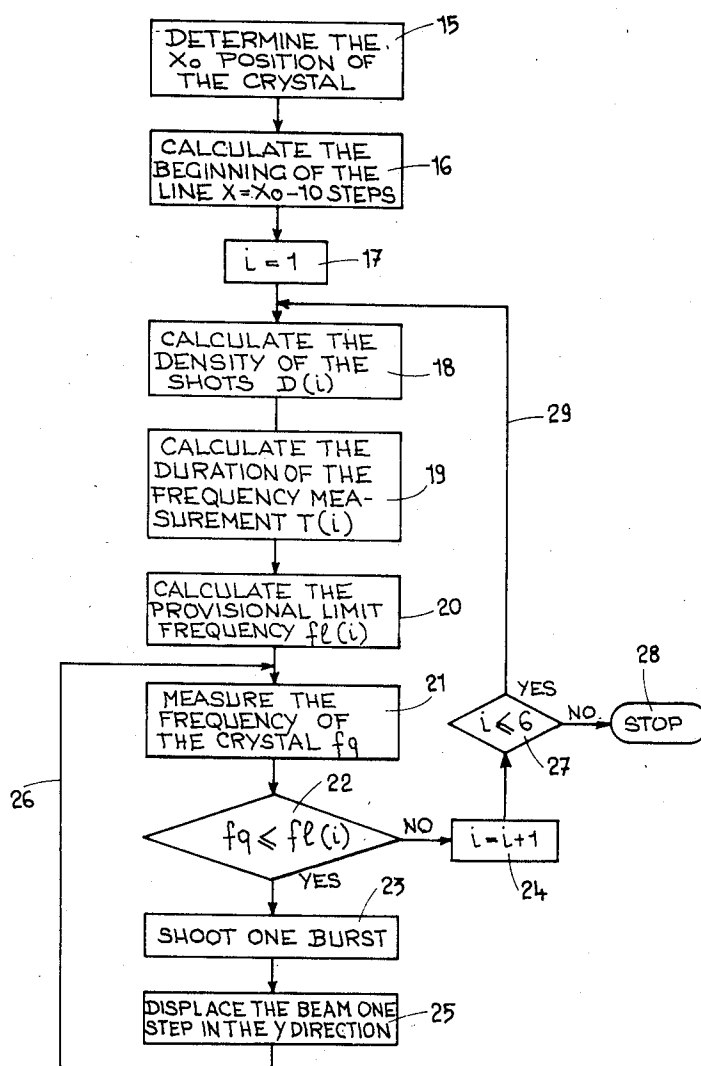 DETERMINE THE
X₀ POSITION OF
THE CRYSTAL
15
CALCULATE THE
BEGINNING OF THE
LINE X=X₀-10 STEPS
16
i = 1
17
CALCULATE THE
DENSITY OF THE
SHOTS D(i)
18
CALCULATE THE
DURATION OF THE
FREQUENCY MEA-
SUREMENT T(i)
19
29
CALCULATE THE
PROVISIONAL LIMIT
FREQUENCY fl(i)
20
MEASURE THE
FREQUENCY OF
THE CRYSTAL fq
21
YES
i ⩽ 6
27
NO
28
STOP
26
22
fq ⩽ fl(i)
NO
i = i+1
24
YES
23
SHOOT ONE BURST
DISPLACE THE BEAM ONE
STEP IN THE Y DIRECTION
25